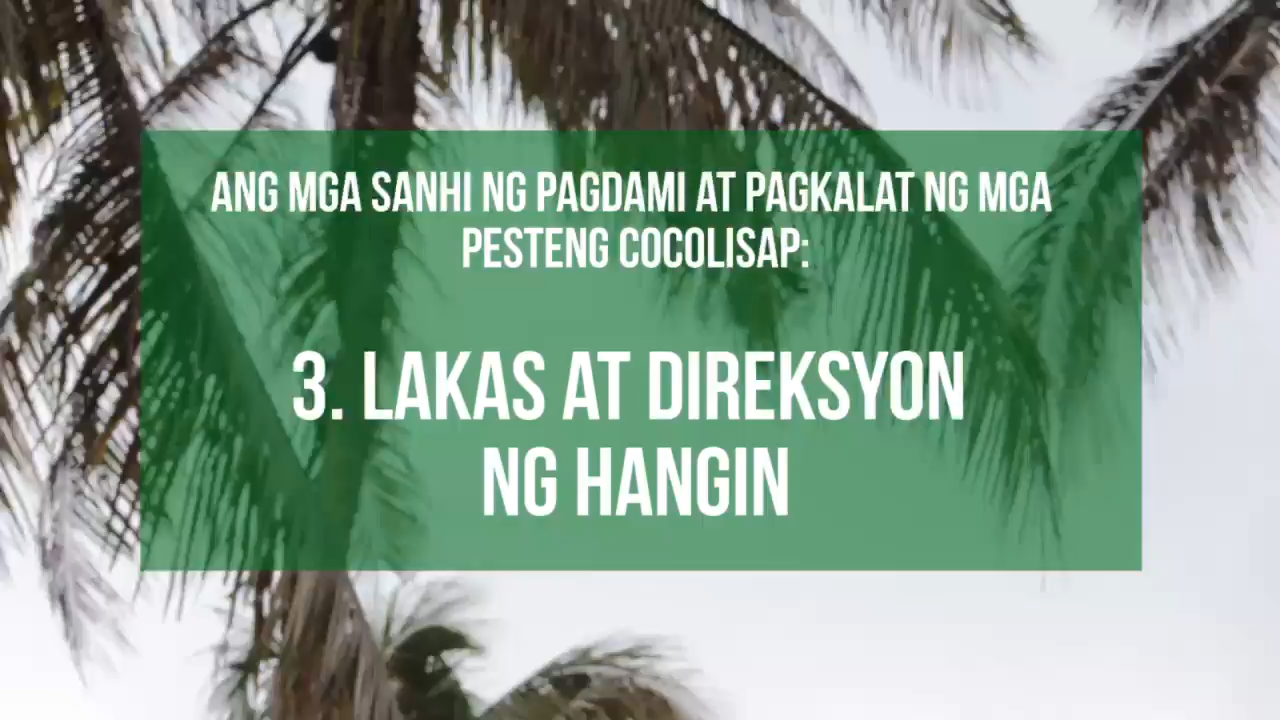 ANG MGA SANHI NG PAGDAMI AT PAGKALAT NG MGA
PESTENG COCOLISAP:
3. LAKAS AT DIREKSYON
NG HANGIN